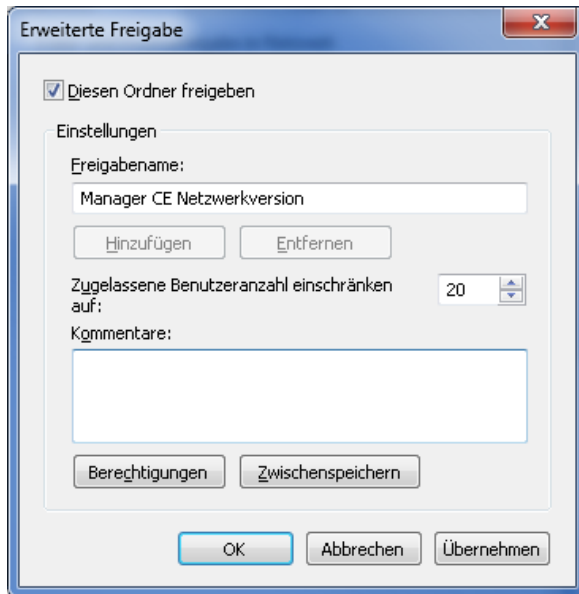 Erweiterte Freigabe
Diesen Ordner freigeben
Einstellungen
Freigabename:
Manager CE Netzwerkversion
Hinzufügen Entfernen
Zugelassene Benutzeranzahl einschränken 20
auf:
Kommentare:
Berechtigungen Zwischenspeichern
OK Abbrechen Übernehmen